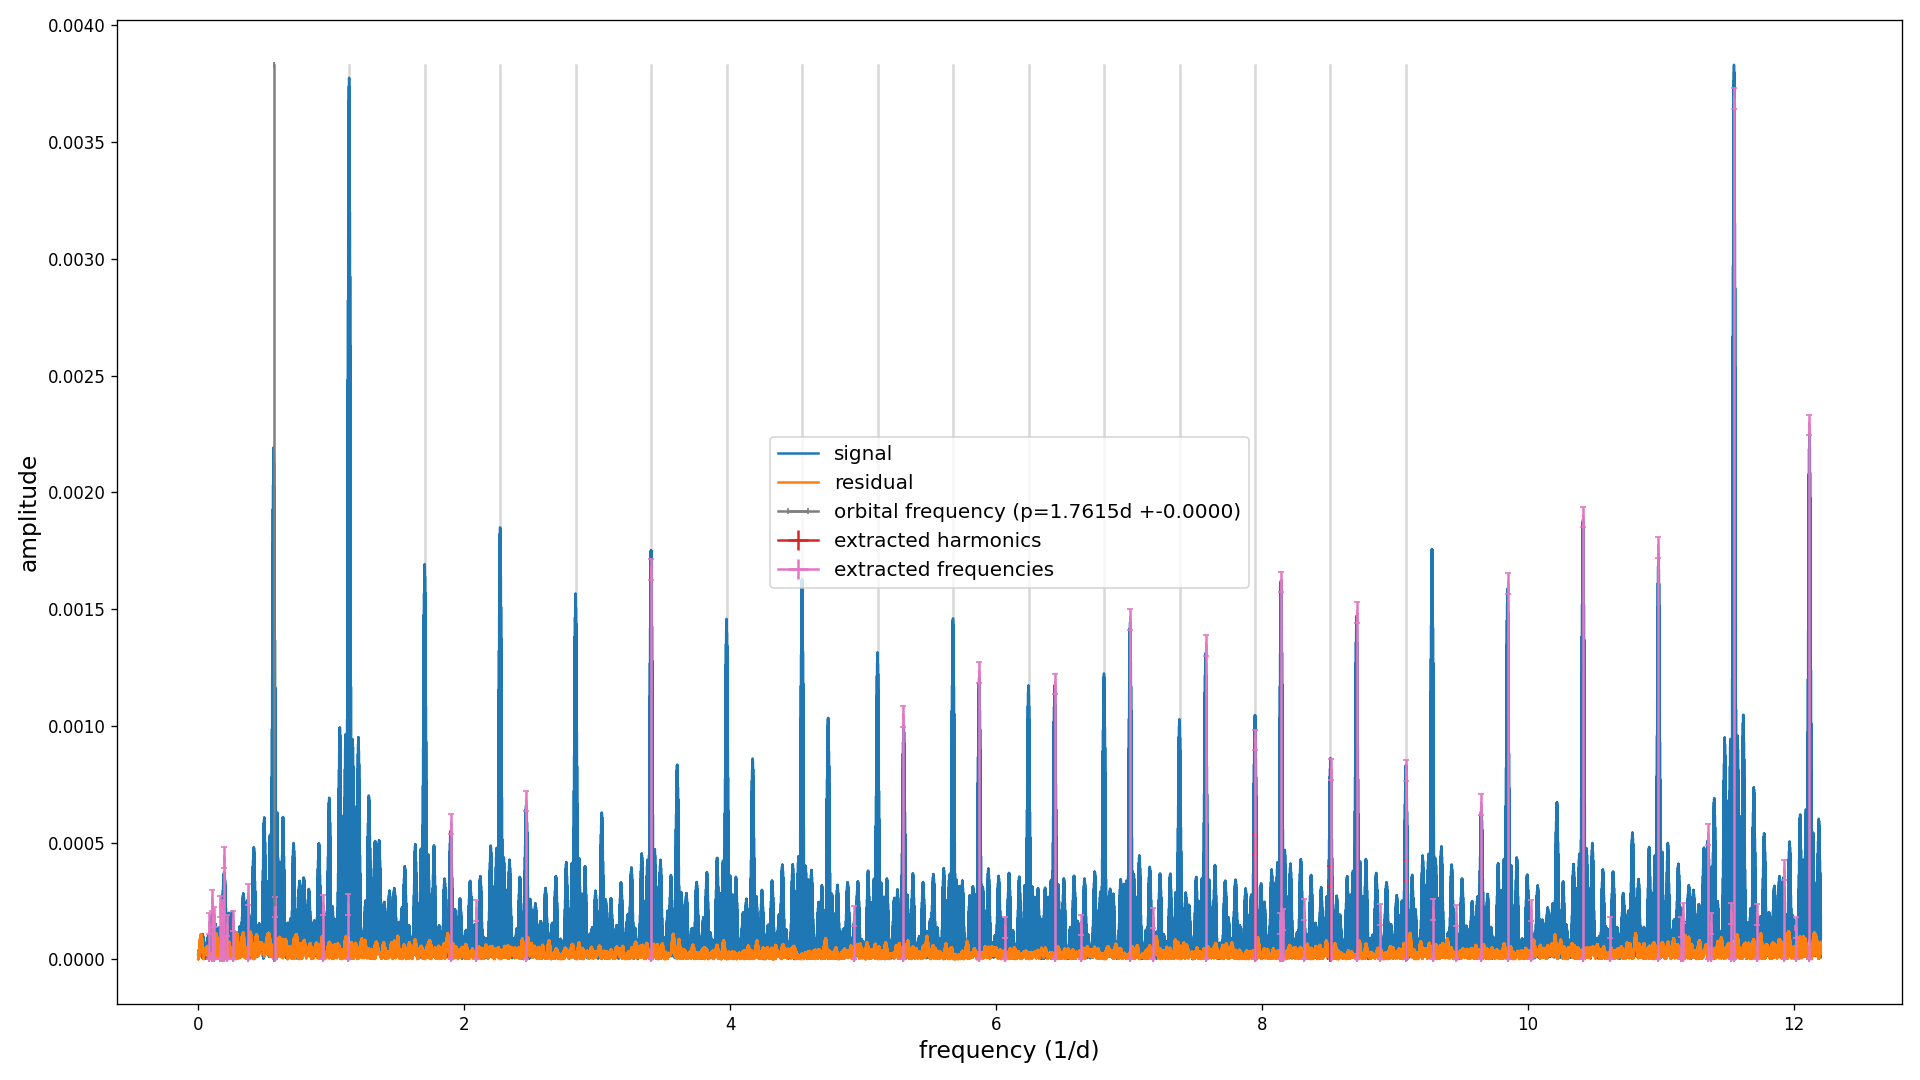 0.0040
0.0035
0.0030
0.0025
0.0020
0.0015
0.0010
0.0005
0.0000
amplitude
signal
residual
orbital frequency (p=1.7615d +-0.0000)
extracted harmonics
extracted frequencies
0 2 4 6 8 10 12
frequency (1/d)